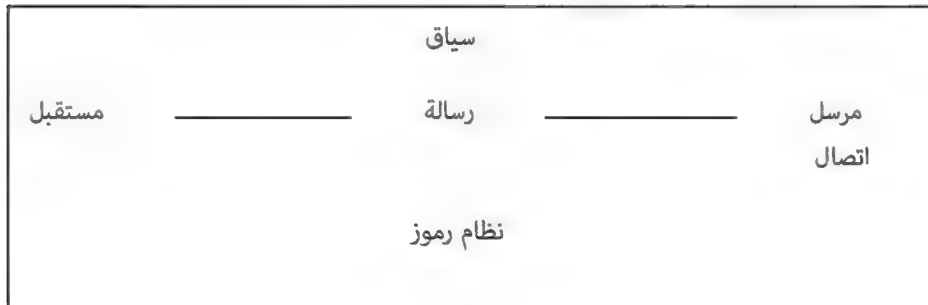 سياق
مرسل رسالة مستقبل
اتصال
نظام رموز